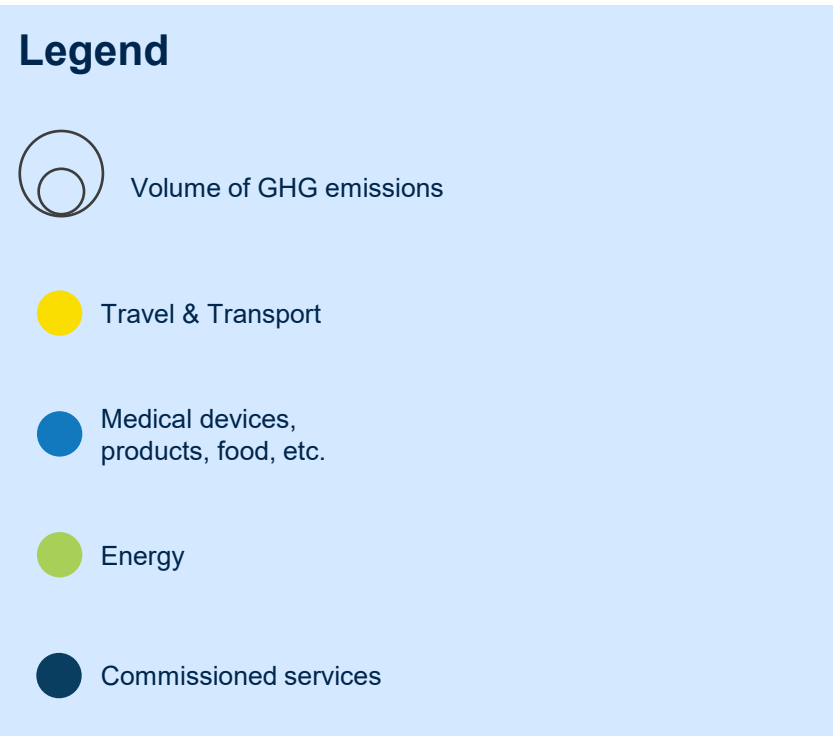 Legend
Volume of GHG emissions
Travel & Transport
Medical devices,
products, food, etc.
Energy
Commissioned services